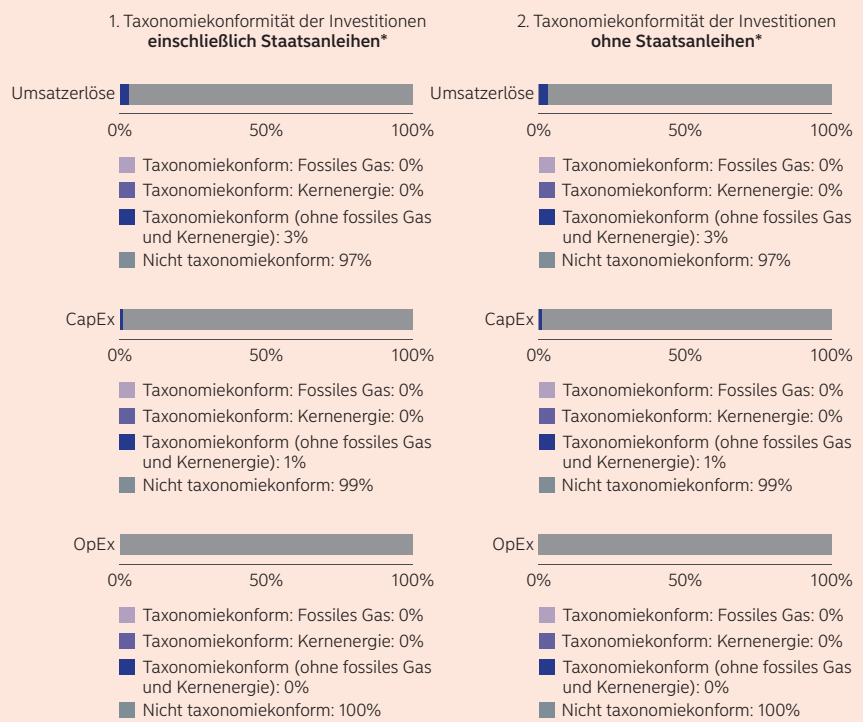 1. Taxonomiekonformität der Investitionen
einschließlich Staatsanleihen*
Umsatzerlöse
0% 50% 100%
Taxonomiekonform: Fossiles Gas: 0%
Taxonomiekonform: Kernenergie: 0%
Taxonomiekonform (ohne fossiles Gas
und Kernenergie): 3%
Nicht taxonomiekonform: 97%
CapEx
0% 50% 100%
Taxonomiekonform: Fossiles Gas: 0%
Taxonomiekonform: Kernenergie: 0%
Taxonomiekonform (ohne fossiles Gas
und Kernenergie): 1%
Nicht taxonomiekonform: 99%
OpEx
0% 50% 100%
Taxonomiekonform: Fossiles Gas: 0%
Taxonomiekonform: Kernenergie: 0%
Taxonomiekonform (ohne fossiles Gas
und Kernenergie): 0%
Nicht taxonomiekonform: 100%
2. Taxonomiekonformität der Investitionen
ohne Staatsanleihen*
Umsatzerlöse
0% 50% 100%
Taxonomiekonform: Fossiles Gas: 0%
Taxonomiekonform: Kernenergie: 0%
Taxonomiekonform (ohne fossiles Gas
und Kernenergie): 3%
Nicht taxonomiekonform: 97%
CapEx
0% 50% 100%
Taxonomiekonform: Fossiles Gas: 0%
Taxonomiekonform: Kernenergie: 0%
Taxonomiekonform (ohne fossiles Gas
und Kernenergie): 1%
Nicht taxonomiekonform: 99%
OpEx
0% 50% 100%
Taxonomiekonform: Fossiles Gas: 0%
Taxonomiekonform: Kernenergie: 0%
Taxonomiekonform (ohne fossiles Gas
und Kernenergie): 0%
Nicht taxonomiekonform: 100%